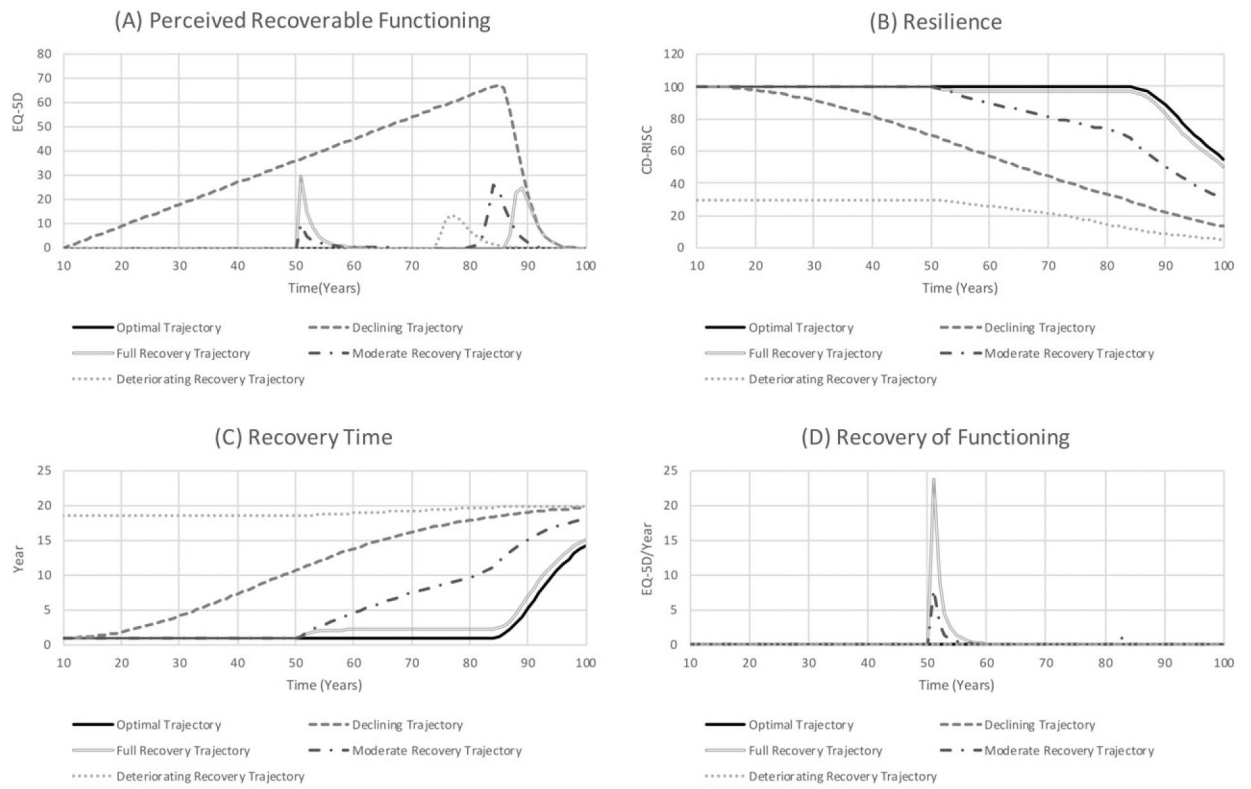 (A) Perceived Recoverable Functioning
80
70
60
50
40
30
20
10
0
EQ-5D
10 20 30 40 50 60 70 80 90 100
Time(Years)
Optimal Trajectory
Declining Trajectory
Full Recovery Trajectory
Moderate Recovery Trajectory
Deteriorating Recovery Trajectory
(B) Resilience
120
100
80
60
40
20
0
CD-RISC
10 20 30 40 50 60 70 80 90 100
Time (Years)
Optimal Trajectory
Declining Trajectory
Full Recovery Trajectory
Moderate Recovery Trajectory
Deteriorating Recovery Trajectory
(C) Recovery Time
25
20
15
10
5
0
Year
10 20 30 40 50 60 70 80 90 100
Time (Years)
Optimal Trajectory
Declining Trajectory
Full Recovery Trajectory
Moderate Recovery Trajectory
Deteriorating Recovery Trajectory
(D) Recovery of Functioning
25
20
15
10
5
0
EQ-5D/Year
10 20 30 40 50 60 70 80 90 100
Time (Years)
Optimal Trajectory
Declining Trajectory
Full Recovery Trajectory
Moderate Recovery Trajectory
Deteriorating Recovery Trajectory